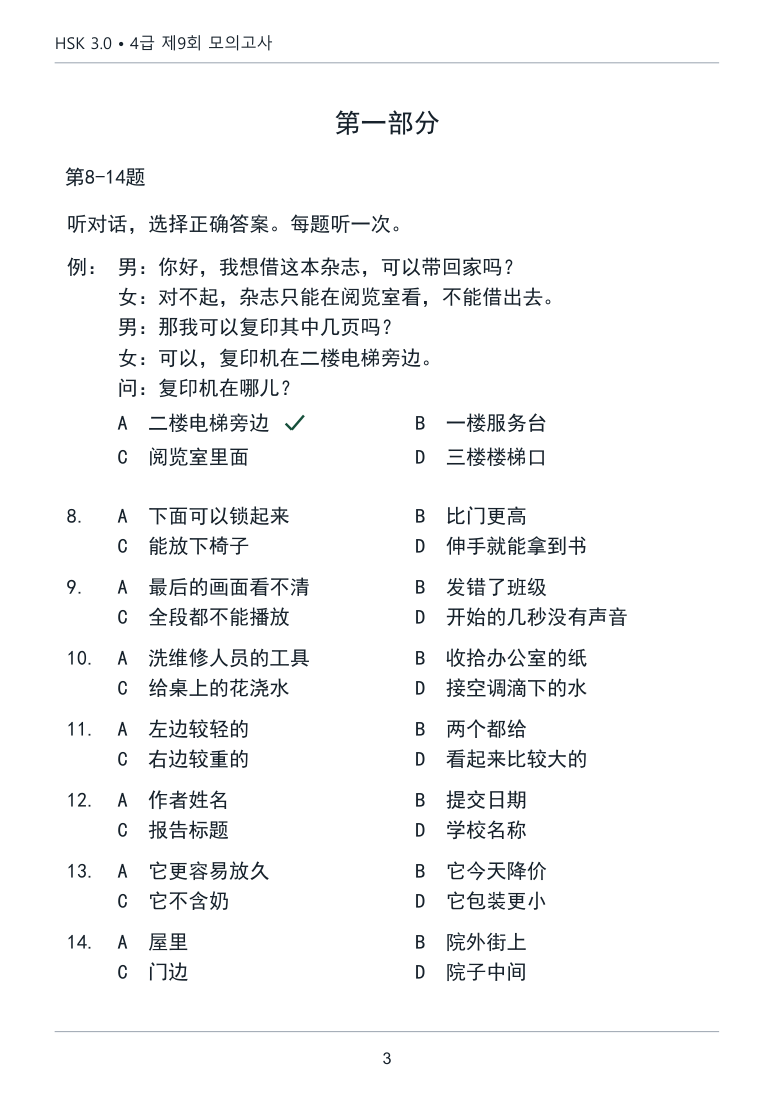 HSK 3.0 • 4급 제9회 모의고사
第一部分
第8-14题
听对话，选择正确答案。每题听一次。
例： 男：你好，我想借这本杂志，可以带回家吗？
女：对不起，杂志只能在阅览室看，不能借出去。
男：那我可以复印其中几页吗？
女：可以，复印机在二楼电梯旁边。
问：复印机在哪儿？
A 二楼电梯旁边 ✓ B 一楼服务台
C 阅览室里面 D 三楼楼梯口
8. A 下面可以锁起来 B 比门更高
C 能放下椅子 D 伸手就能拿到书
9. A 最后的画面看不清 B 发错了班级
C 全段都不能播放 D 开始的几秒没有声音
10. A 洗维修人员的工具 B 收拾办公室的纸
C 给桌上的花浇水 D 接空调滴下的水
11. A 左边较轻的 B 两个都给
C 右边较重的 D 看起来比较大的
12. A 作者姓名 B 提交日期
C 报告标题 D 学校名称
13. A 它更容易放久 B 它今天降价
C 它不含奶 D 它包装更小
14. A 屋里 B 院外街上
C 门边 D 院子中间
3